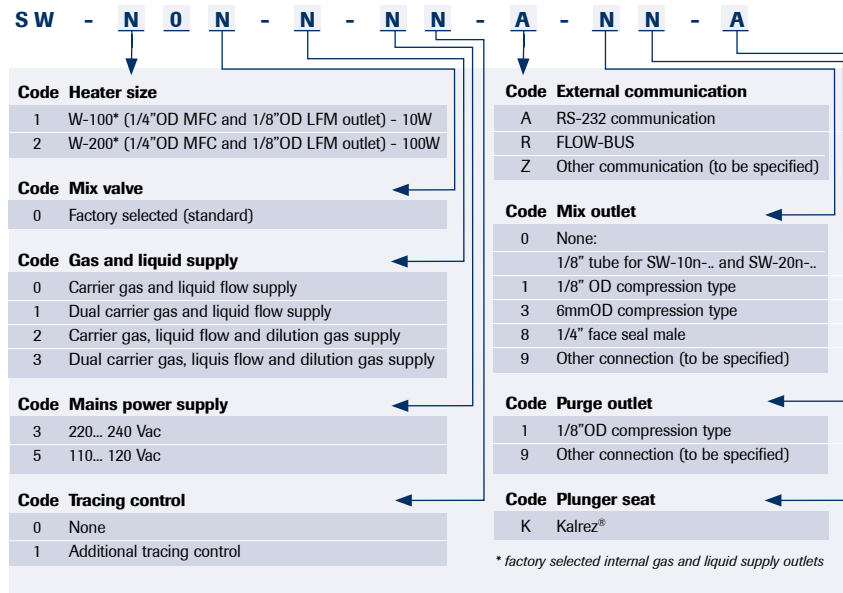 SW - N 0 N - N - N N - A - N N - A
Code Heater size
1 W-100* (1/4”OD MFC and 1/8”OD LFM outlet) - 10W
2 W-200* (1/4”OD MFC and 1/8”OD LFM outlet) - 100W
Code Mix valve
0 Factory selected (standard)
Code Gas and liquid supply
0 Carrier gas and liquid flow supply
1 Dual carrier gas and liquid flow supply
2 Carrier gas, liquid flow and dilution gas supply
3 Dual carrier gas, liquis flow and dilution gas supply
Code Mains power supply
3 220... 240 Vac
5 110... 120 Vac
Code Tracing control
0 None
1 Additional tracing control
Code External communication
A RS-232 communication
R FLOW-BUS
Z Other communication (to be specified)
Code Mix outlet
0 None:
1/8” tube for SW-10n-.. and SW-20n-..
1 1/8” OD compression type
3 6mmOD compression type
8 1/4” face seal male
9 Other connection (to be specified)
Code Purge outlet
1 1/8”OD compression type
9 Other connection (to be specified)
Code Plunger seat
K Kalrez®
* factory selected internal gas and liquid supply outlets